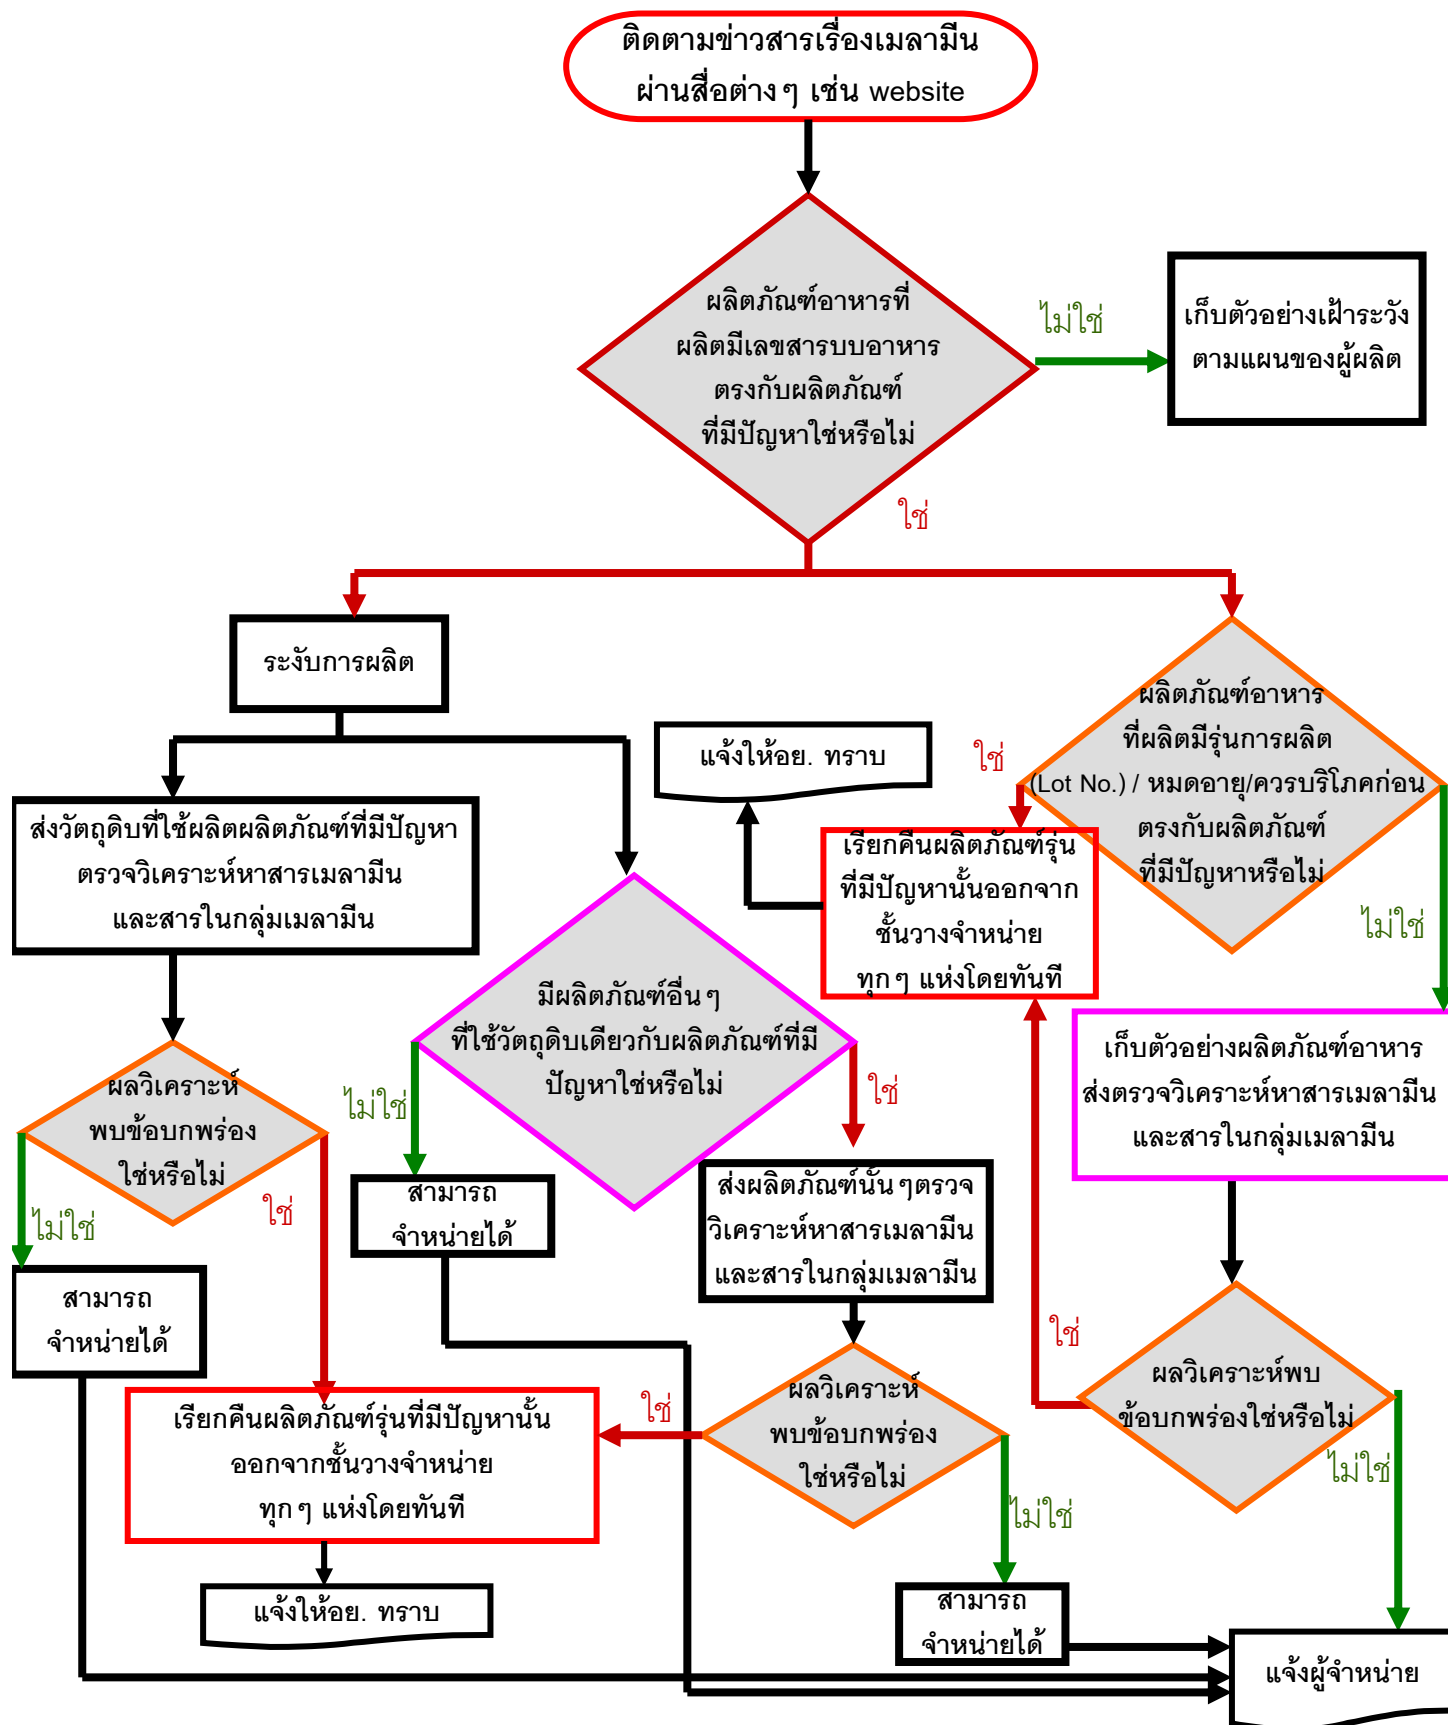 ติดตามข่าวสารเรื่องเมลามีน
ผ่านสื่อต่างๆ เช่น website
ผลิตภัณฑ์อาหารที่
ผลิตมีเลขสารบบอาหาร
ตรงกับผลิตภัณฑ์
ที่มีปัญหาใช่หรือไม่
ไม่ใช่
เก็บตัวอย่างเฝ้าระวัง
ตามแผนของผู้ผลิต
ใช่
ระงับการผลิต
ผลิตภัณฑ์อาหาร
ที่ผลิตมีรุ่นการผลิต
(Lot No.) / หมดอายุ/ควรบริโภคก่อน
ตรงกับผลิตภัณฑ์
ที่มีปัญหาหรือไม่
แจ้งให้อย. ทราบ
ใช่
ไม่ใช่
ส่งวัตถุดิบที่ใช้ผลิตผลิตภัณฑ์ที่มีปัญหา
ตรวจวิเคราะห์หาสารเมลามีน
และสารในกลุ่มเมลามีน
เรียกคืนผลิตภัณฑ์รุ่น
ที่มีปัญหานั้นออกจาก
ชั้นวางจำหน่าย
ทุกๆ แห่งโดยทันที
มีผลิตภัณฑ์อื่นๆ
ที่ใช้วัตถุดิบเดียวกับผลิตภัณฑ์ที่มี
ปัญหาใช่หรือไม่
เก็บตัวอย่างผลิตภัณฑ์อาหาร
ส่งตรวจวิเคราะห์หาสารเมลามีน
และสารในกลุ่มเมลามีน
ผลวิเคราะห์
พบข้อบกพร่อง
ใช่หรือไม่
ไม่ใช่
ใช่
ไม่ใช่
ใช่
สามารถ
จำหน่ายได้
ส่งผลิตภัณฑ์นั้นๆตรวจ
วิเคราะห์หาสารเมลามีน
และสารในกลุ่มเมลามีน
สามารถ
จำหน่ายได้
ใช่
ผลวิเคราะห์พบ
ข้อบกพร่องใช่หรือไม่
ไม่ใช่
เรียกคืนผลิตภัณฑ์รุ่นที่มีปัญหานั้น
ออกจากชั้นวางจำหน่าย
ทุกๆ แห่งโดยทันที
ใช่
ผลวิเคราะห์
พบข้อบกพร่อง
ใช่หรือไม่
ไม่ใช่
แจ้งให้อย. ทราบ
สามารถ
จำหน่ายได้
แจ้งผู้จำหน่าย